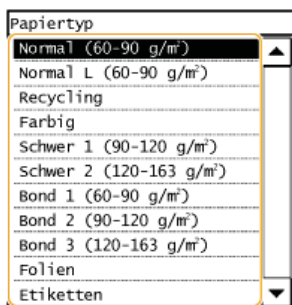 Papiertyp
Normal (60-90 g/m²)
Normal L (60-90 g/m²)
Recycling
Farbig
Schwer 1 (90-120 g/m²)
Schwer 2 (120-163 g/m²)
Bond 1 (60-90 g/m²)
Bond 2 (90-120 g/m²)
Bond 3 (120-163 g/m²)
Folien
Etiketten